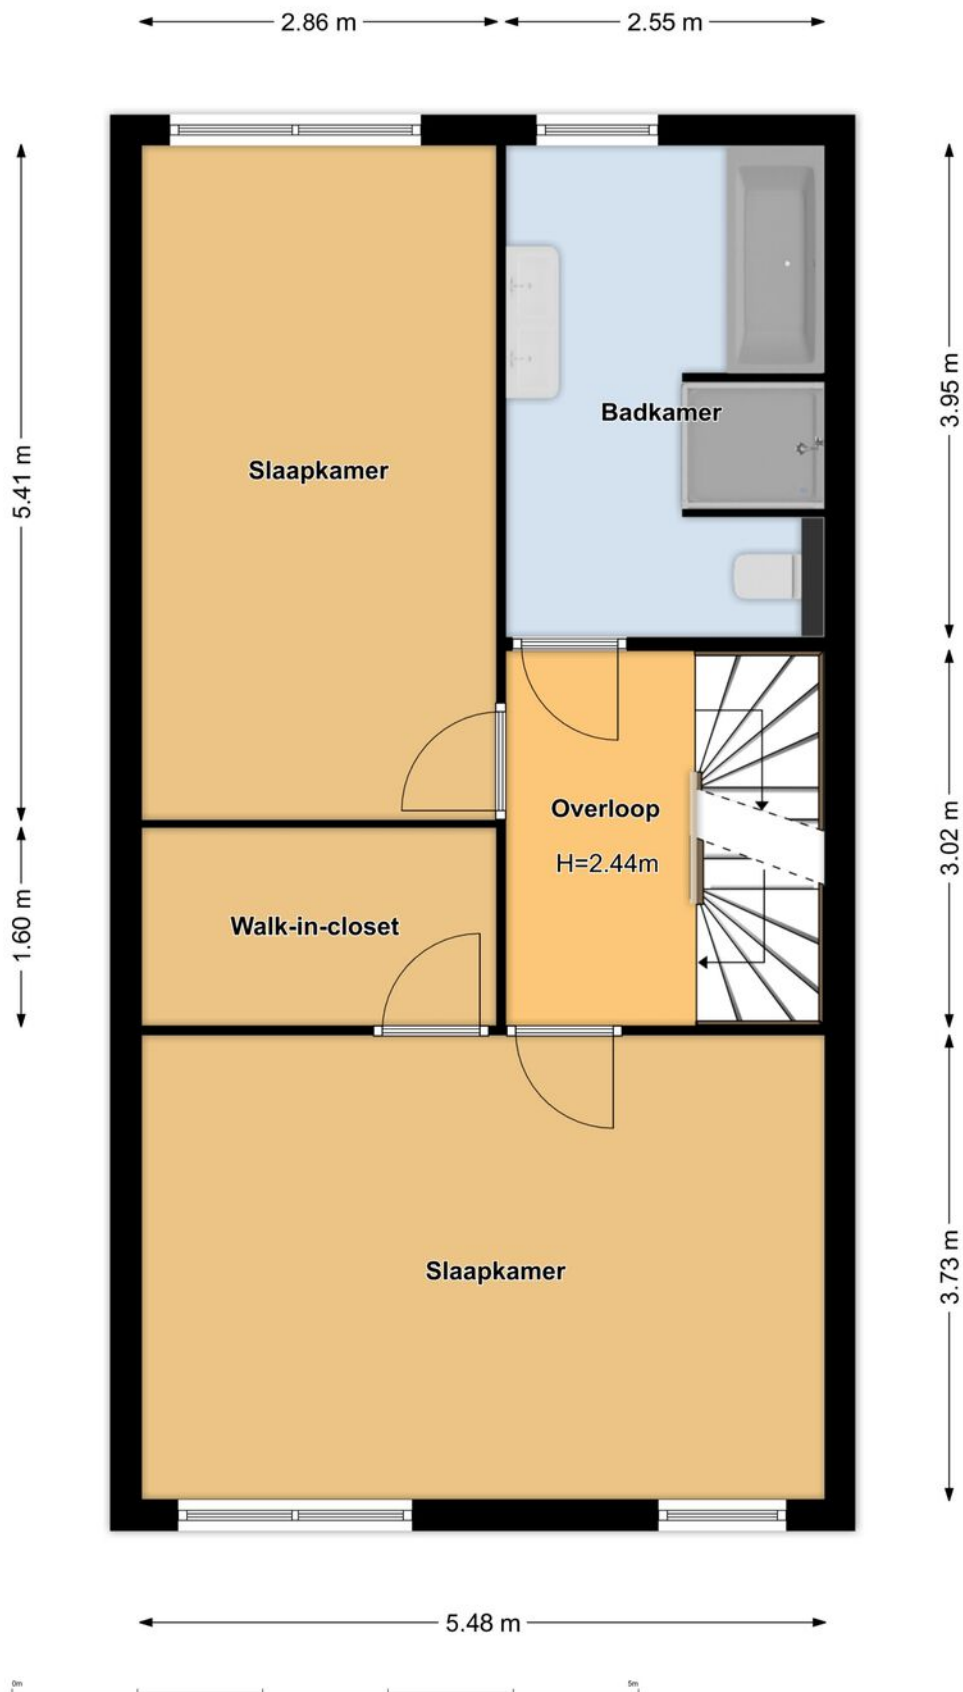 2.86 m
2.55 m
5.41 m
3.95 m
Badkamer
Slaapkamer
Overloop
H=2.44m
3.02 m
1.60 m
Walk-in-closet
3.73 m
Slaapkamer
5.48 m
0m
5m